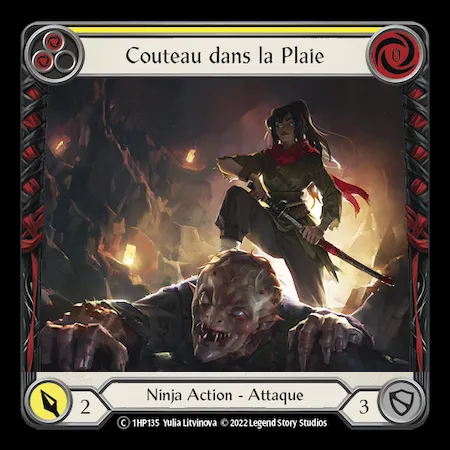 Couteau dans la Plaie
0
2
Ninja Action - Attaque
3
C 1HP135 Yulia Litvinova © 2022 Legend Story Studios